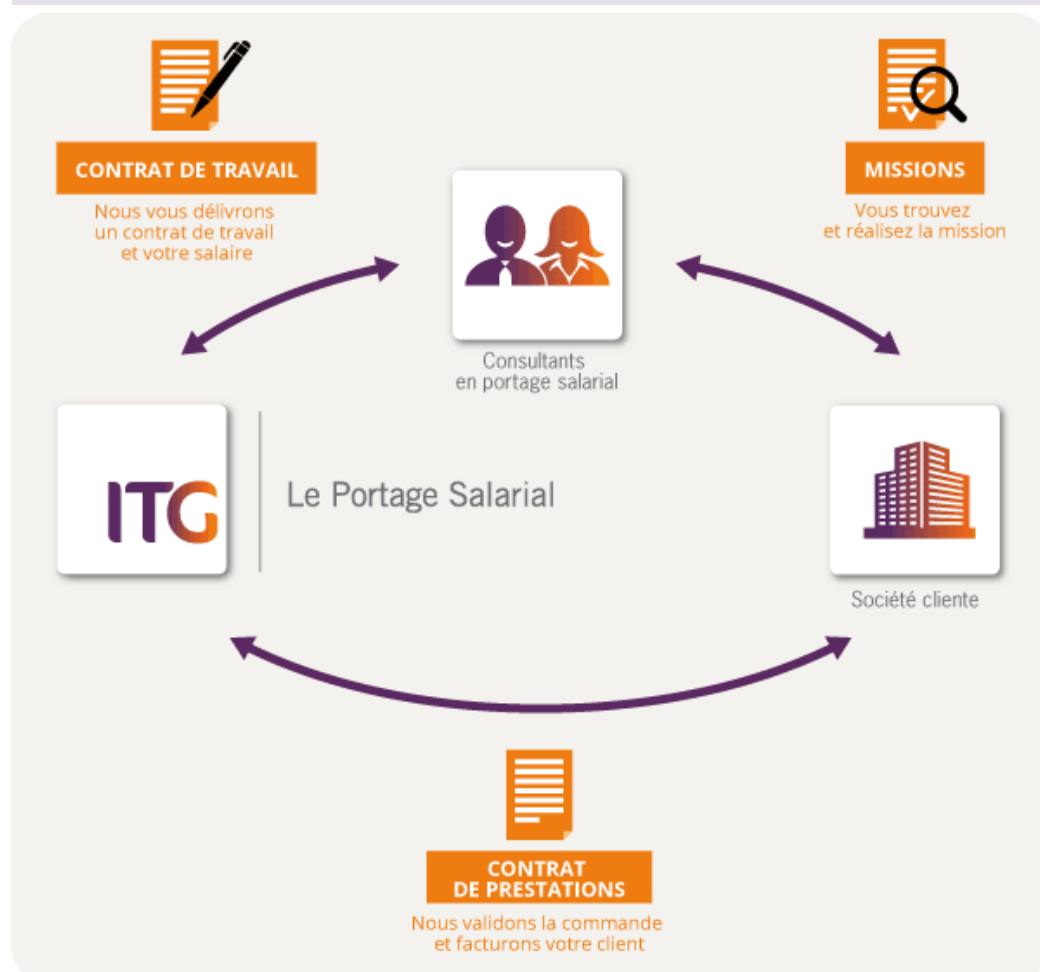 CONTRAT DE TRAVAIL
Nous vous délivrons
un contrat de travail
et votre salaire
MISSIONS
Vous trouvez
et réalisez la mission
Consultants
en portage salarial
ITG
Le Portage Salarial
Société cliente
CONTRAT
DE PRESTATIONS
Nous validons la commande
et facturons votre client